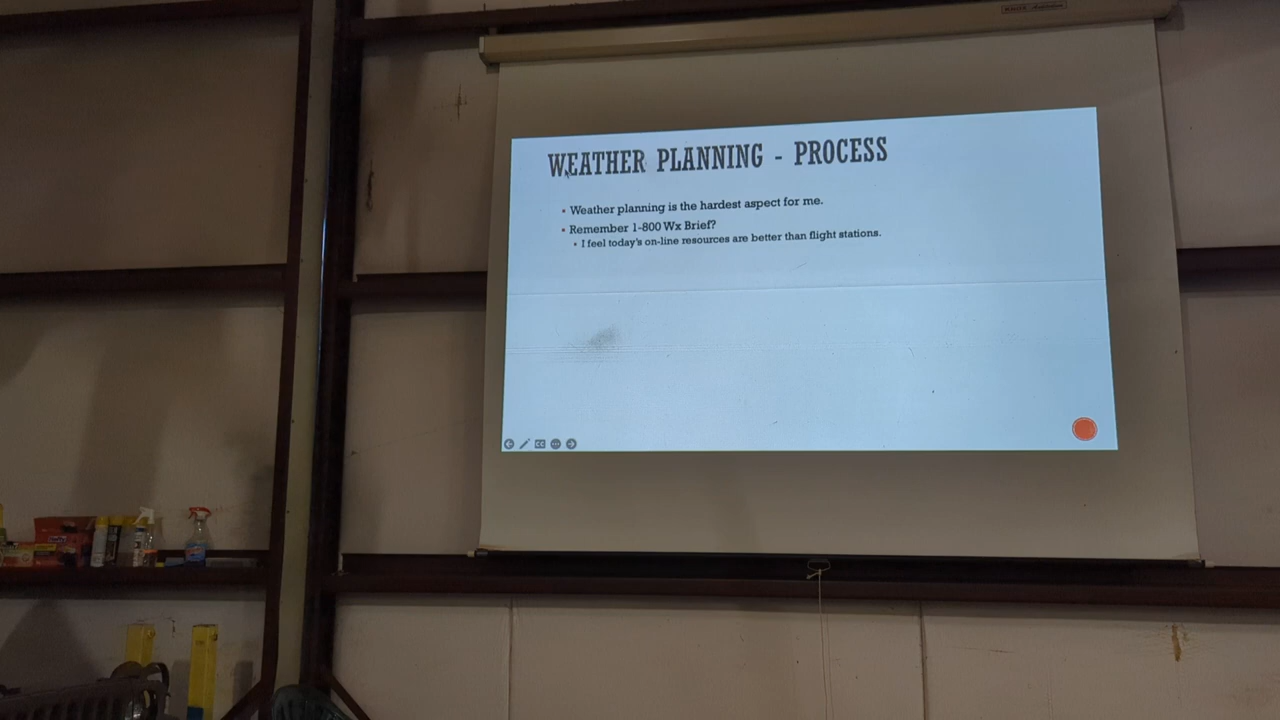 WEATHER PLANNING - PROCESS
Weather planning is the hardest aspect for me.
Remember 1-800 Wx Brief?
I feel today's on-line resources are better than flight stations.